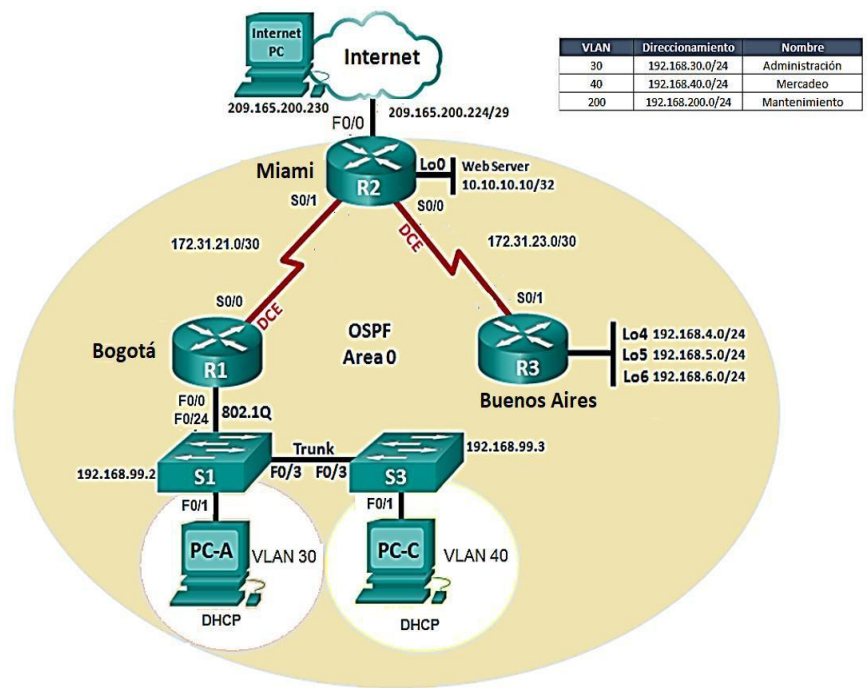 Internet
PC
Internet
209.165.200.230
209.165.200.224/29
F0/0
VLAN Direccionamiento Nombre
30 192.168.30.0/24 Administración
40 192.168.40.0/24 Mercadeo
200 192.168.200.0/24 Mantenimiento
Miami
R2
Lo0
Web Server
10.10.10.10/32
S0/1
S0/0
DCE
172.31.21.0/30
172.31.23.0/30
S0/0
DCE
S0/1
Bogotá
R1
OSPF
Area 0
R3
Buenos Aires
Lo4 192.168.4.0/24
Lo5 192.168.5.0/24
Lo6 192.168.6.0/24
F0/0
F0/24
802.1Q
192.168.99.2
S1
Trunk
F0/3 F0/3
S3
192.168.99.3
F0/1
F0/1
PC-A
VLAN 30
DHCP
PC-C
VLAN 40
DHCP